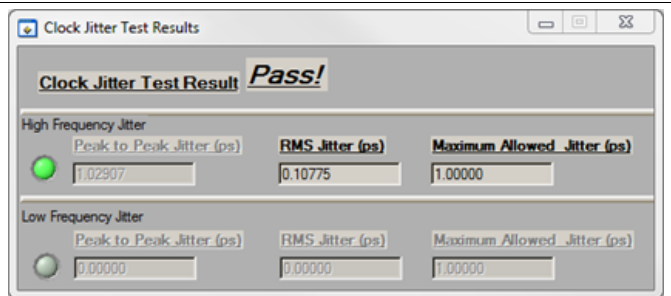 Clock Jitter Test Results
Clock Jitter Test Result Pass!
High Frequency Jitter
Peak to Peak Jitter (ps) RMS Jitter (ps) Maximum Allowed Jitter (ps)
1.02907 0.10775 1.00000
Low Frequency Jitter
Peak to Peak Jitter (ps) RMS Jitter (ps) Maximum Allowed Jitter (ps)
0.00000 0.00000 1.00000